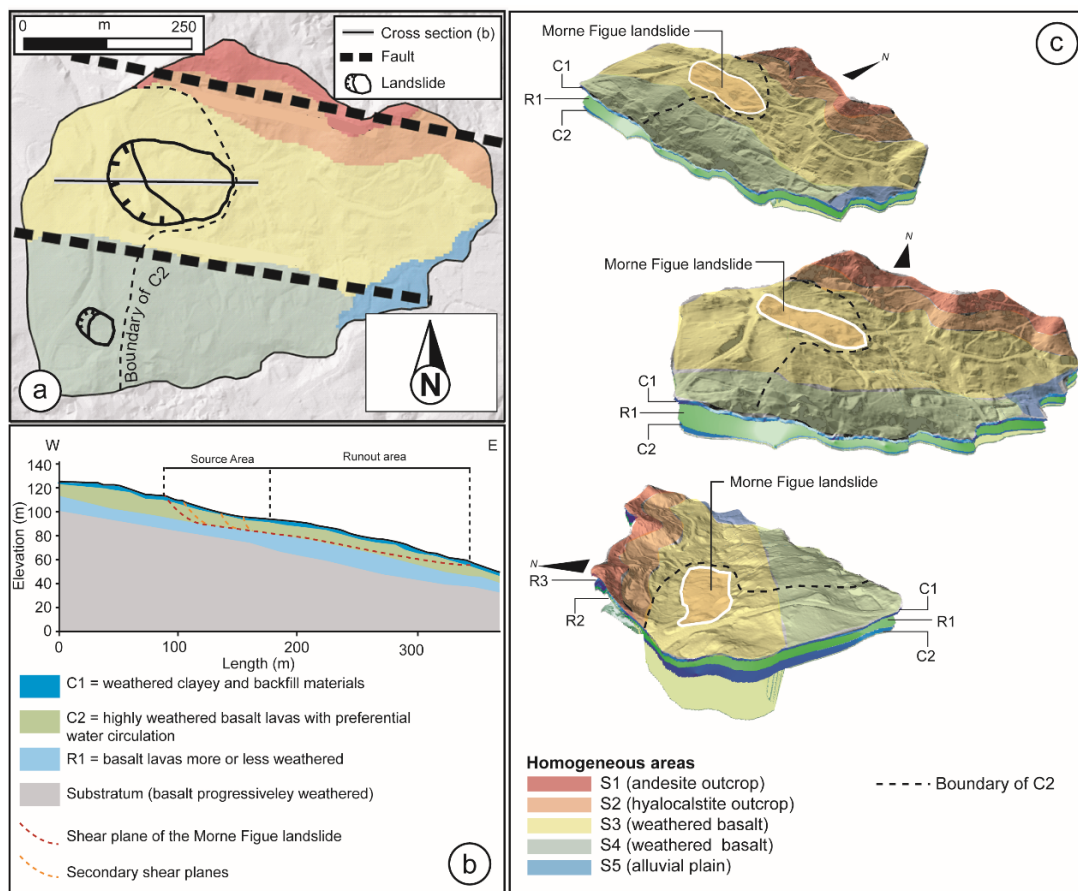 0 250
m
Cross section (b)
Fault
Landslide
Boundary of C2
N
a
W E
Source Area Runout area
Elevation (m)
140
120
100
80
60
40
20
0
0 100 200 300
Length (m)
C1 = weathered clayey and backfill materials
C2 = highly weathered basalt lavas with preferential
water circulation
R1 = basalt lavas more or less weathered
Substratum (basalt progressiveley weathered)
Shear plane of the Morne Figue landslide
Secondary shear planes
b
c
Morne Figue landslide
C1
R1
C2
N
Morne Figue landslide
N
C1
R1
C2
Morne Figue landslide
N
R3
R2
C1
R1
C2
Homogeneous areas
S1 (andesite outcrop)
S2 (hyalocalstite outcrop)
S3 (weathered basalt)
S4 (weathered basalt)
S5 (alluvial plain)
Boundary of C2